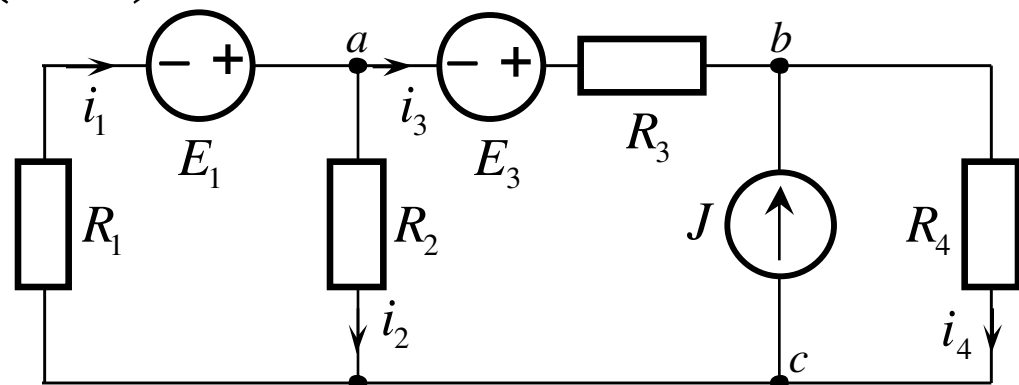 a b
− + − +
i₁ i₃
E₁ E₃ R₃
R₁ R₂ J R₄
i₂ i₄
c